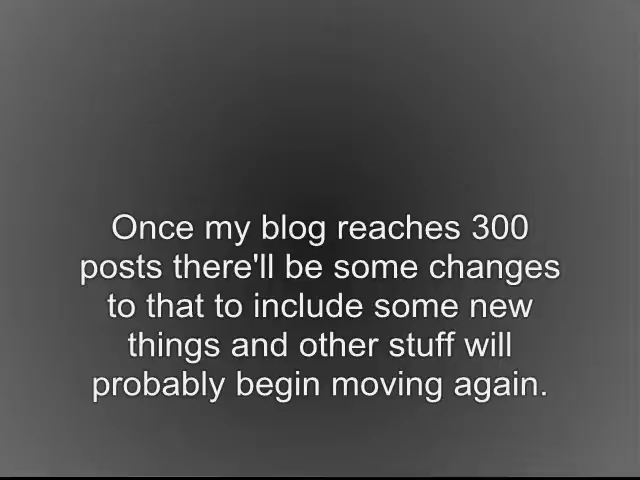 Once my blog reaches 300
posts there'll be some changes
to that to include some new
things and other stuff will
probably begin moving again.